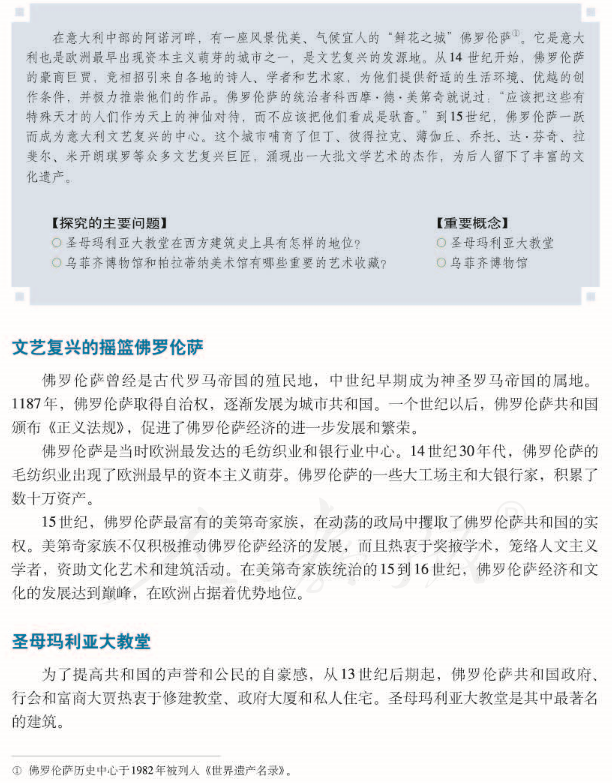 在意大利中部的阿诺河畔，有一座风景优美、气候宜人的“鲜花之城”佛罗伦萨①。它是意大
利也是欧洲最早出现资本主义萌芽的城市之一，是文艺复兴的发源地。从14 世纪开始，佛罗伦萨
的豪商巨贾，竞相招引来自各地的诗人、学者和艺术家，为他们提供舒适的生活环境、优越的创
作条件，并极力推崇他们的作品。佛罗伦萨的统治者科西摩·德·美第奇就说过：“应该把这些有
特殊天才的人们作为天上的神仙对待，而不应该把他们看成是驮畜。”到15世纪，佛罗伦萨一跃
而成为意大利文艺复兴的中心。这个城市哺育了但丁、彼得拉克、薄伽丘、乔托、达·芬奇、拉
斐尔、米开朗琪罗等众多文艺复兴巨匠，涌现出一大批文学艺术的杰作，为后人留下了丰富的文
化遗产。
【探究的主要问题】
○ 圣母玛利亚大教堂在西方建筑史上具有怎样的地位？
○ 乌菲齐博物馆和帕拉蒂纳美术馆有哪些重要的艺术收藏？
【重要概念】
○ 圣母玛利亚大教堂
○ 乌菲齐博物馆
文艺复兴的摇篮佛罗伦萨
佛罗伦萨曾经是古代罗马帝国的殖民地，中世纪早期成为神圣罗马帝国的属地。
1187年，佛罗伦萨取得自治权，逐渐发展为城市共和国。一个世纪以后，佛罗伦萨共和国
颁布《正义法规》，促进了佛罗伦萨经济的进一步发展和繁荣。
佛罗伦萨是当时欧洲最发达的毛纺织业和银行业中心。14世纪30年代，佛罗伦萨的
毛纺织业出现了欧洲最早的资本主义萌芽。佛罗伦萨的一些大工场主和大银行家，积累了
数十万资产。
15世纪，佛罗伦萨最富有的美第奇家族，在动荡的政局中攫取了佛罗伦萨共和国的实
权。美第奇家族不仅积极推动佛罗伦萨经济的发展，而且热衷于奖掖学术，笼络人文主义
学者，资助文化艺术和建筑活动。在美第奇家族统治的15到16世纪，佛罗伦萨经济和文
化的发展达到巅峰，在欧洲占据着优势地位。
圣母玛利亚大教堂
为了提高共和国的声誉和公民的自豪感，从13世纪后期起，佛罗伦萨共和国政府、
行会和富商大贾热衷于修建教堂、政府大厦和私人住宅。圣母玛利亚大教堂是其中最著名
的建筑。
① 佛罗伦萨历史中心于1982年被列入《世界遗产名录》。